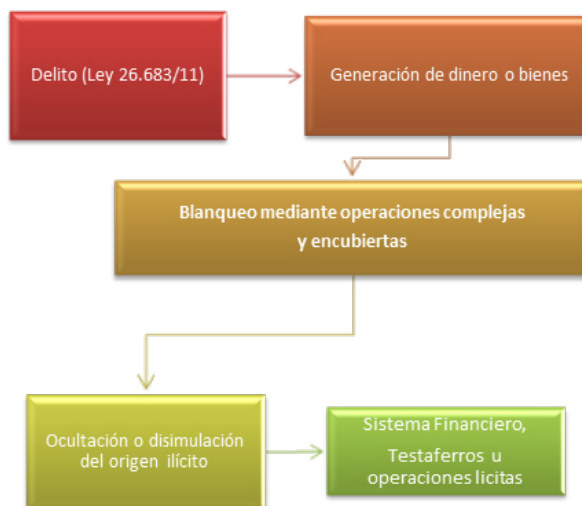 Delito (Ley 26.683/11)
Generación de dinero o bienes
Blanqueo mediante operaciones complejas
y encubiertas
Ocultación o disimulación
del origen ilícito
Sistema Financiero,
Testaferros u
operaciones licitas